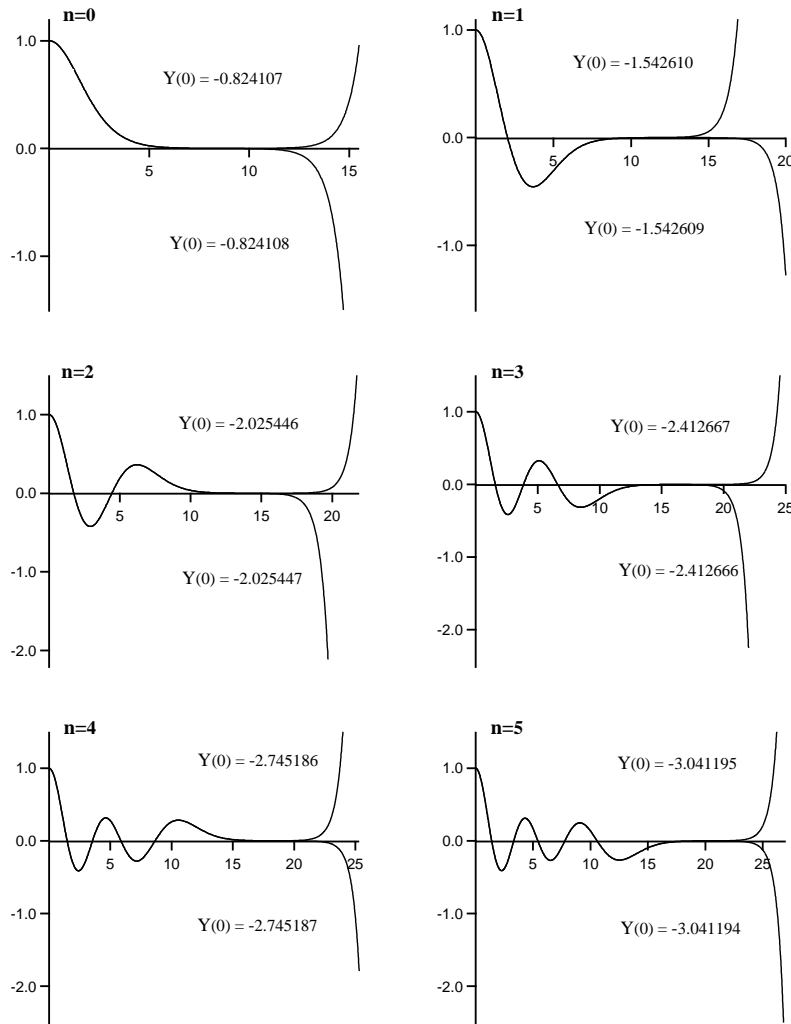 n=0
1.0
Y(0) = -0.824107
0.0
5
10
15
Y(0) = -0.824108
-1.0
n=1
1.0
Y(0) = -1.542610
0.0
5
10
15
20
Y(0) = -1.542609
-1.0
n=2
1.0
Y(0) = -2.025446
0.0
5
10
15
20
-1.0
Y(0) = -2.025447
-2.0
n=3
1.0
Y(0) = -2.412667
0.0
5
10
15
20
25
-1.0
Y(0) = -2.412666
-2.0
n=4
Y(0) = -2.745186
1.0
0.0
5
10
15
20
25
-1.0
Y(0) = -2.745187
-2.0
n=5
Y(0) = -3.041195
1.0
0.0
5
10
15
20
25
-1.0
Y(0) = -3.041194
-2.0